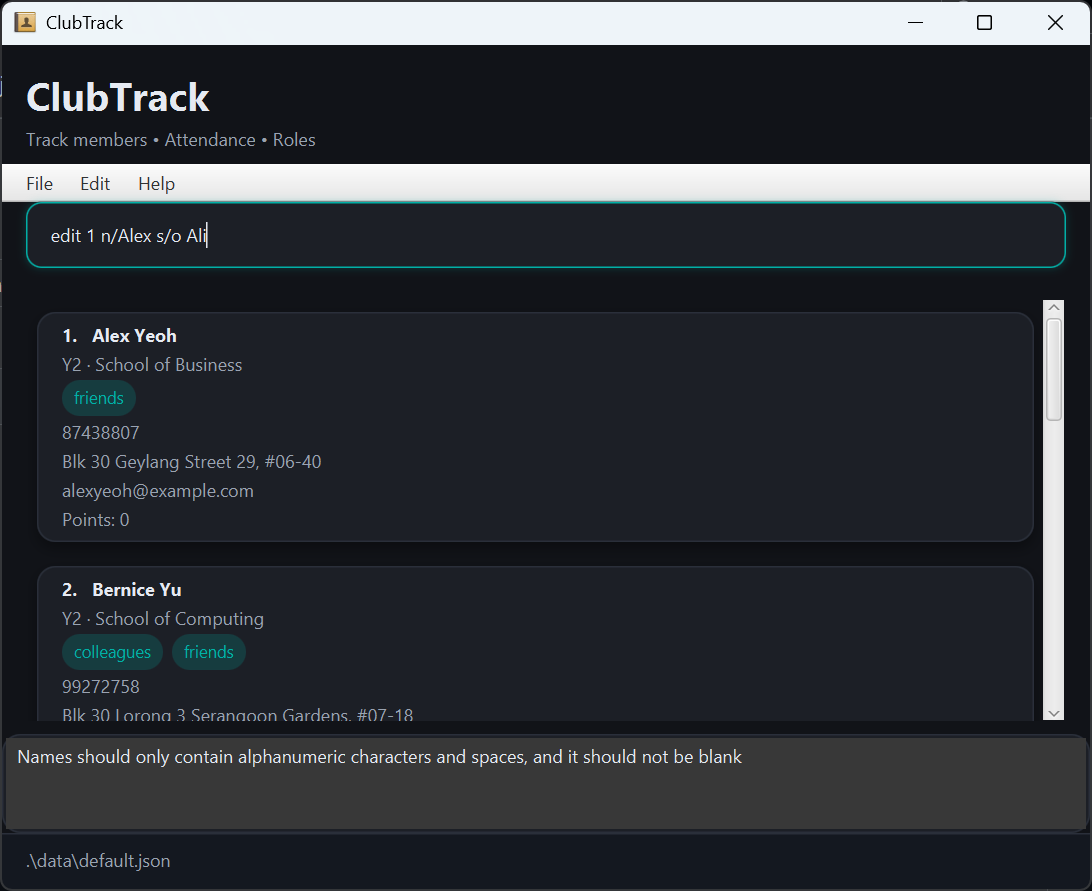 ClubTrack
ClubTrack
Track members • Attendance • Roles
File Edit Help
edit 1 n/Alex s/o Ali
1. Alex Yeoh
Y2 · School of Business
friends
87438807
Blk 30 Geylang Street 29, #06-40
alexyeoh@example.com
Points: 0
2. Bernice Yu
Y2 · School of Computing
colleagues friends
99272758
Blk 30 Lorong 3 Serangoon Gardens, #07-18
Names should only contain alphanumeric characters and spaces, and it should not be blank
.\data\default.json